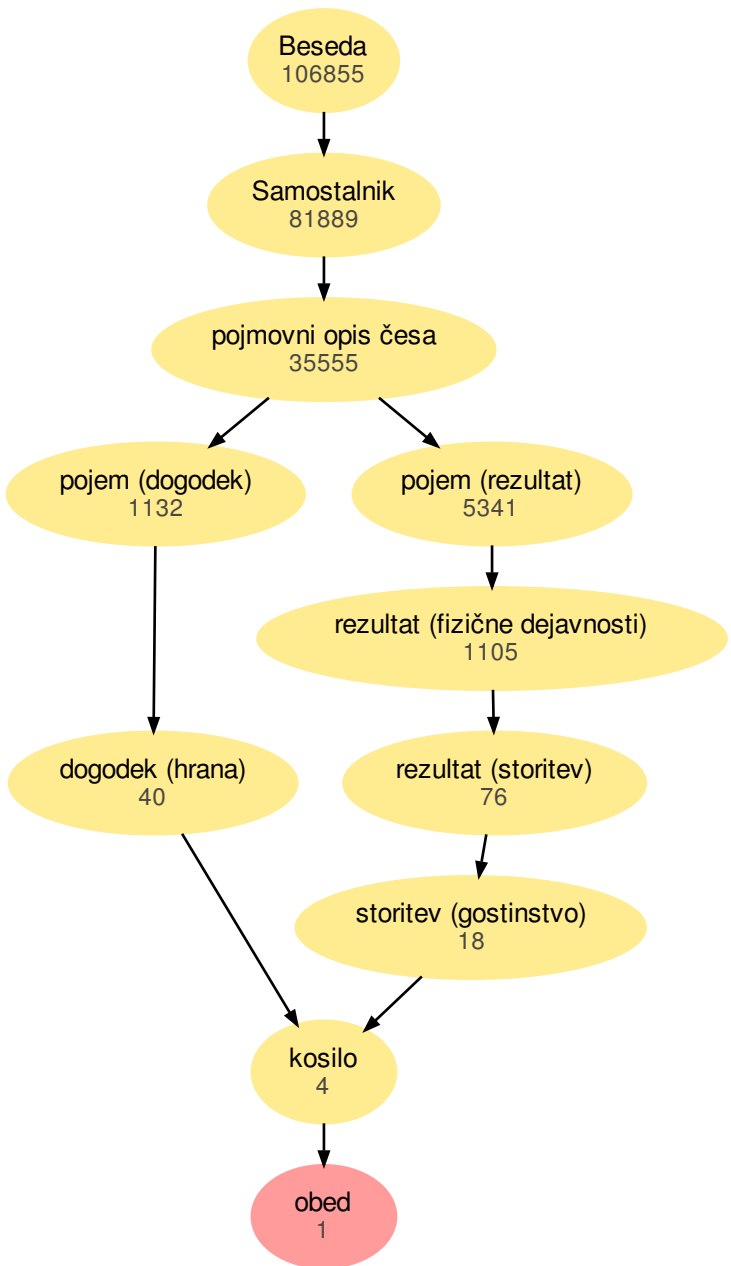 Beseda
106855
Samostalnik
81889
pojmovni opis česa
35555
pojem (dogodek)
1132
pojem (rezultat)
5341
rezultat (fizične dejavnosti)
1105
dogodek (hrana)
40
rezultat (storitev)
76
storitev (gostinstvo)
18
kosilo
4
obed
1